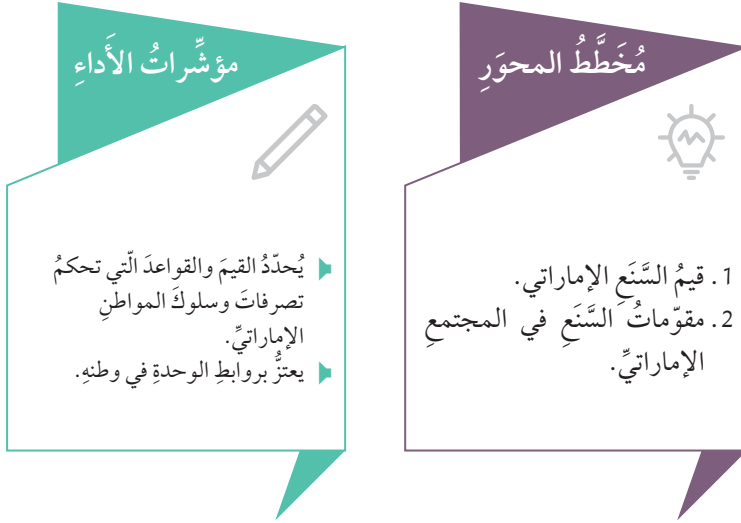 مُخَطَّطُ المحوَرِ
1. قيمُ السَّنَعِ الإماراتي.
2. مقوّماتُ السَّنَعِ في المجتمعِ
الإماراتيِّ.
مؤشِّراتُ الأَداءِ
يُحدّدُ القيمَ والقواعدَ الّتي تحكمُ
تصرفاتَ وسلوكَ المواطنِ
الإماراتيِّ.
يعتزُّ بروابطِ الوحدةِ في وطنهِ.